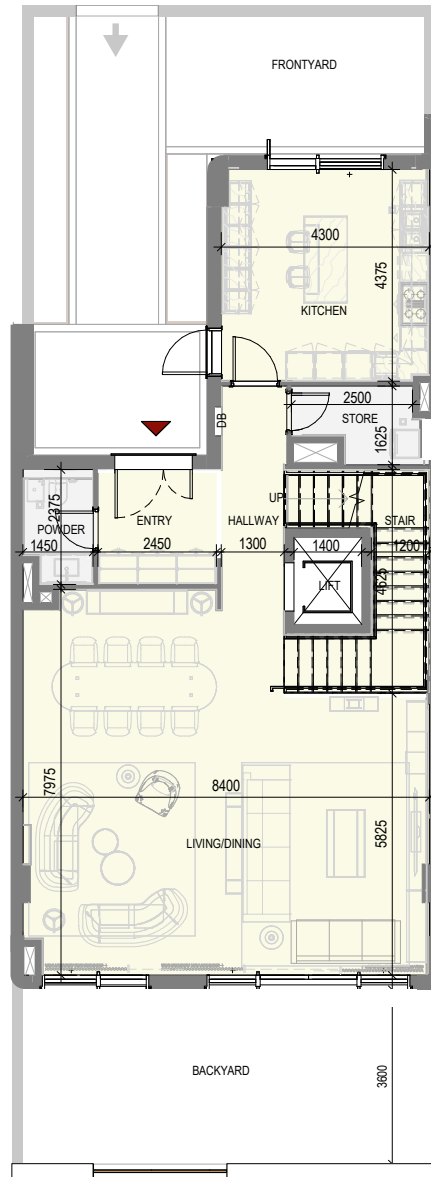 FRONTYARD
4300
4375
KITCHEN
2500
STORE
1625
DB
2375
UP
POWDER
ENTRY
HALLWAY
STAIR
1450
2450
1300
1400
1200
LIFT
4625
7975
8400
5825
LIVING/DINING
BACKYARD
3600